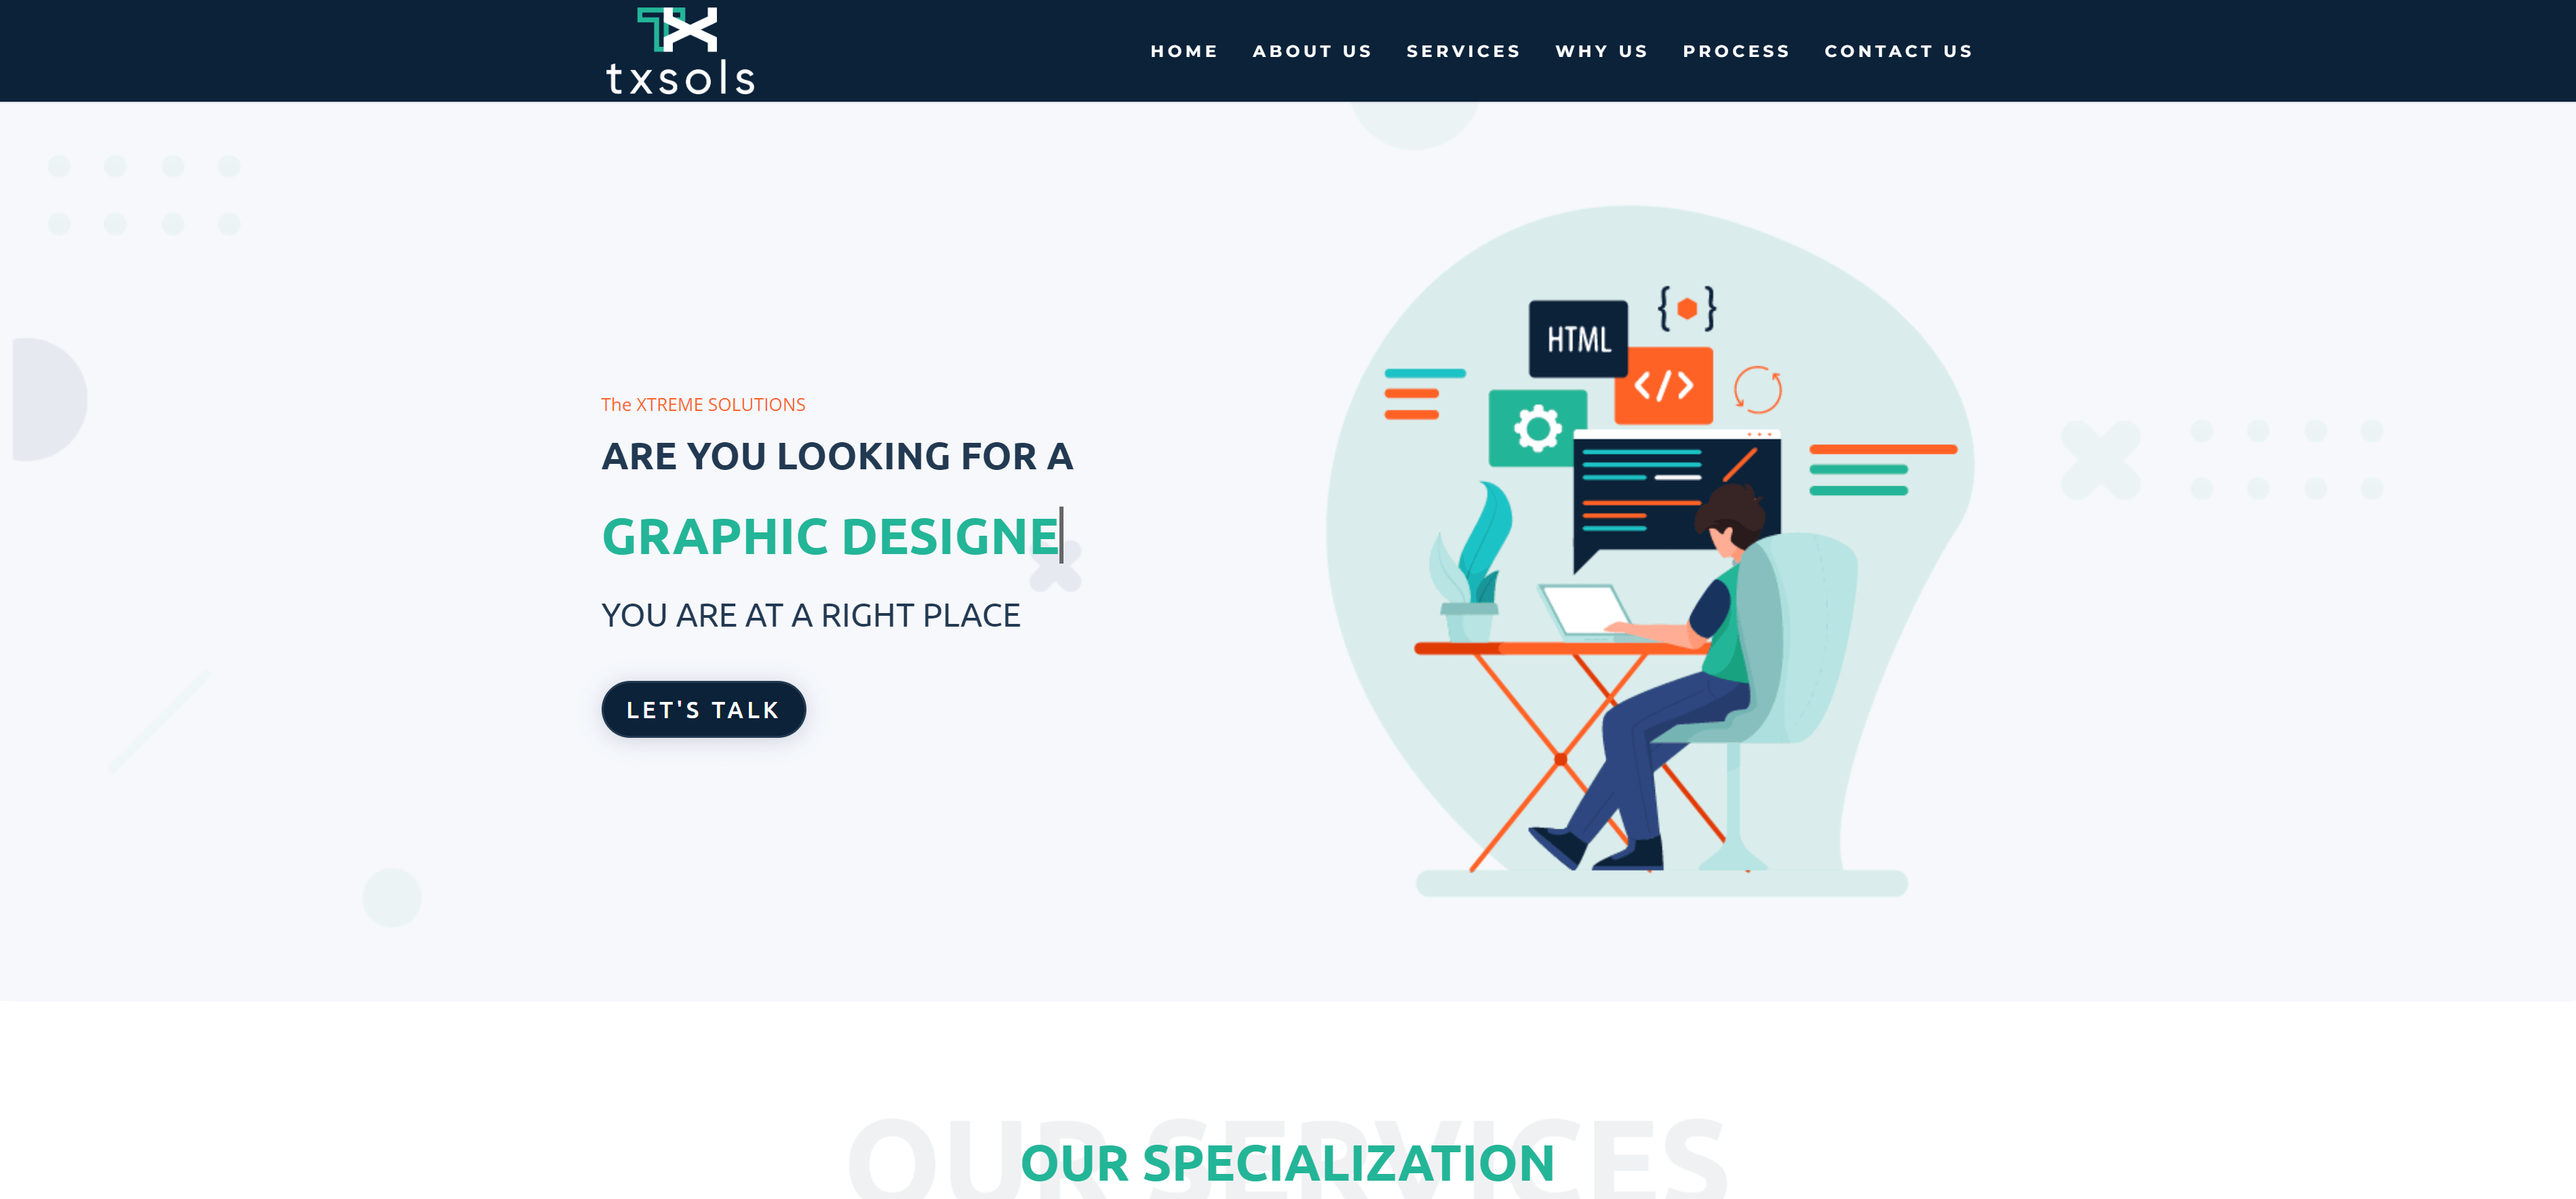 txsols
HOME ABOUT US SERVICES WHY US PROCESS CONTACT US
The XTREME SOLUTIONS
ARE YOU LOOKING FOR A
GRAPHIC DESIGNE
YOU ARE AT A RIGHT PLACE
LET'S TALK
HTML
</>
OUR SERVICES
OUR SPECIALIZATION